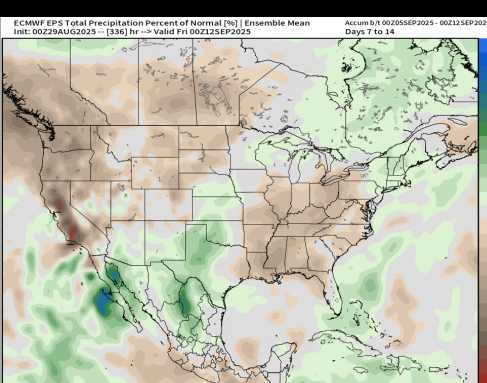 ECMWF EPS Total Precipitation Percent of Normal [%] | Ensemble Mean
Init: 00Z29AUG2025 -- [336] hr --> Valid Fri 00Z12SEP2025
Accum b/t 00Z05SEP2025 - 00Z12SEP202
Days 7 to 14